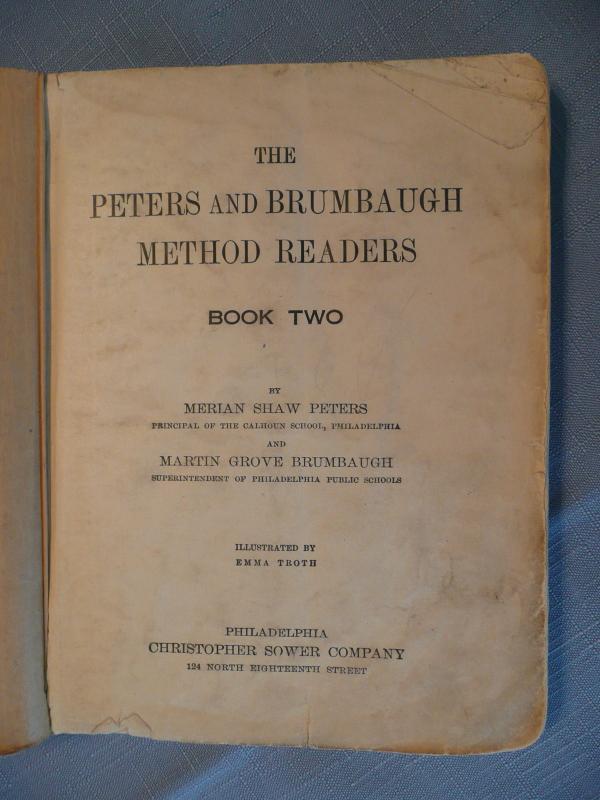 THE
PETERS AND BRUMBAUGH
METHOD READERS
BOOK TWO
BY
MERIAN SHAW PETERS
PRINCIPAL OF THE CALHOUN SCHOOL, PHILADELPHIA
AND
MARTIN GROVE BRUMBAUGH
SUPERINTENDENT OF PHILADELPHIA PUBLIC SCHOOLS
ILLUSTRATED BY
EMMA TROTH
PHILADELPHIA
CHRISTOPHER SOWER COMPANY
124 NORTH EIGHTEENTH STREET